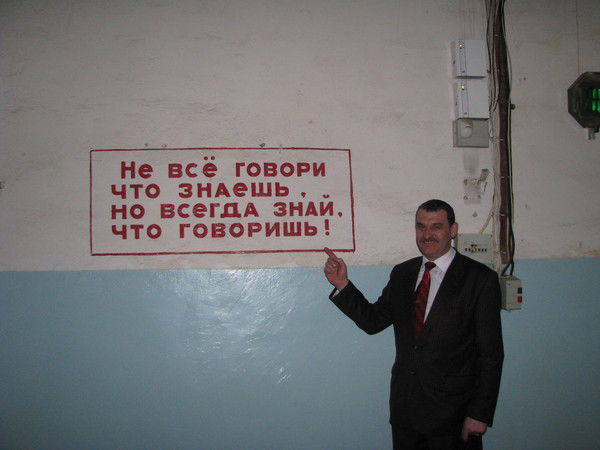 Не всё говори
что знаешь,
но всегда знай,
что говоришь!